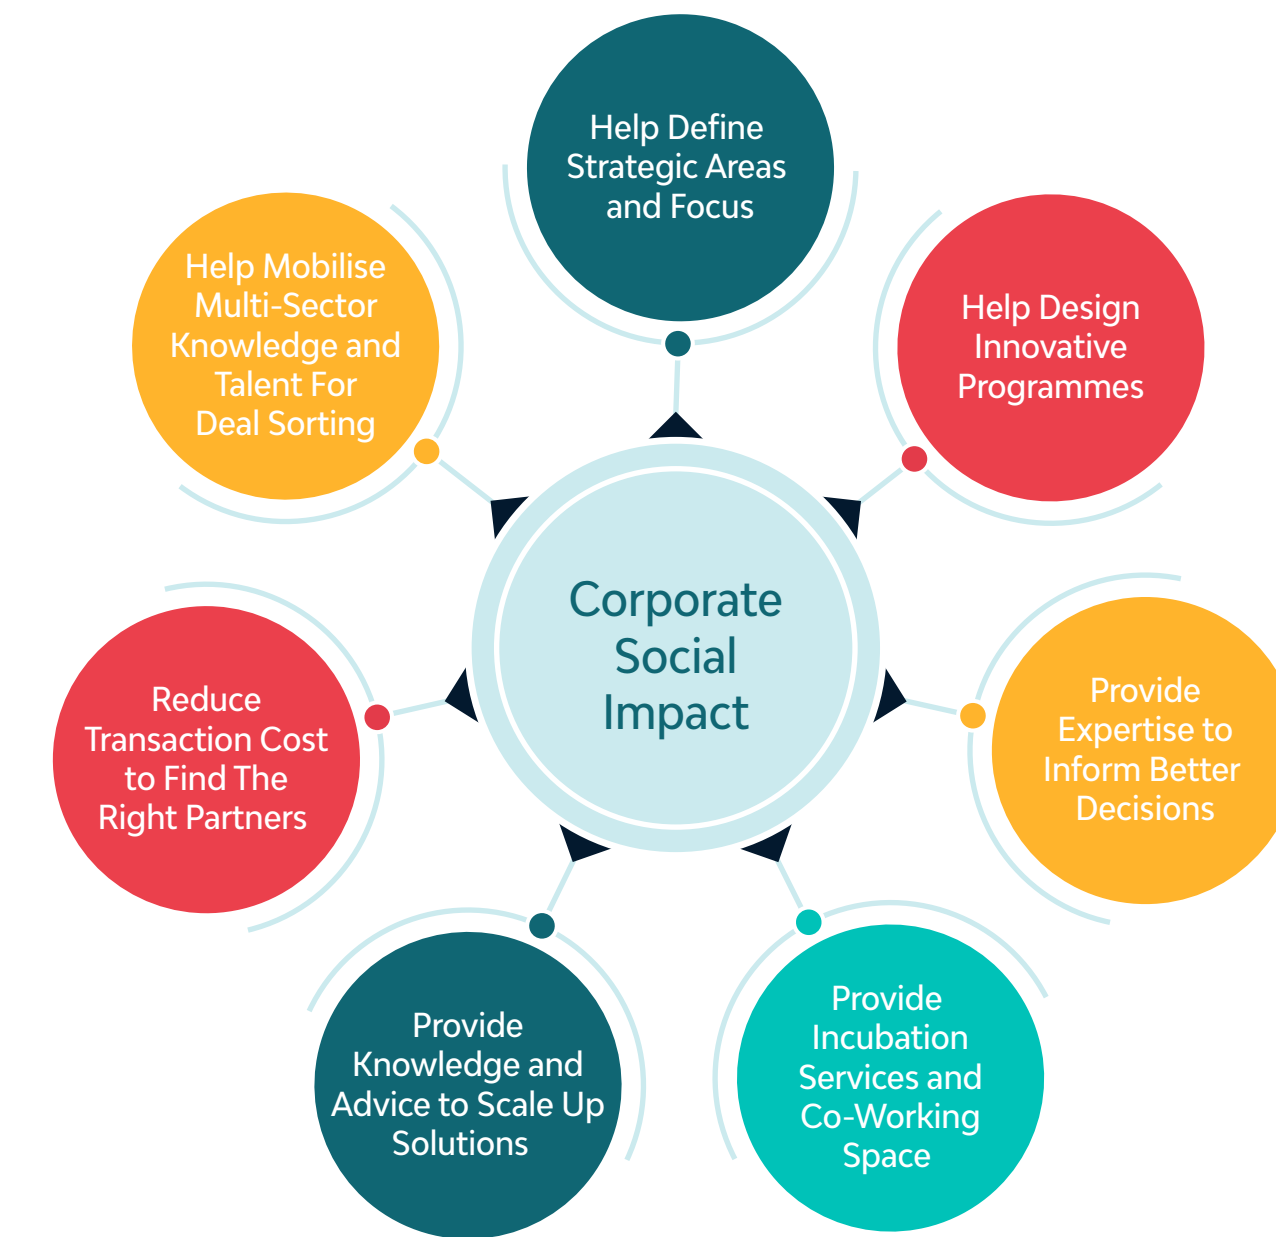 Help Define
Strategic Areas
and Focus
Help Design
Innovative
Programmes
Provide
Expertise to
Inform Better
Decisions
Provide
Incubation
Services and
Co-Working
Space
Provide
Knowledge and
Advice to Scale Up
Solutions
Reduce
Transaction Cost
to Find The
Right Partners
Help Mobilise
Multi-Sector
Knowledge and
Talent For
Deal Sorting
Corporate
Social
Impact